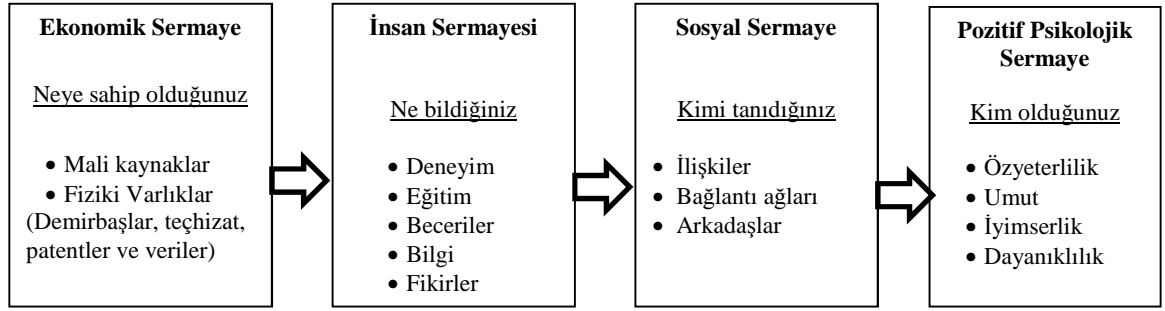 Ekonomik Sermaye
Neye sahip olduğunuz
• Mali kaynaklar
• Fiziki Varlıklar
(Demirbaşlar, teçhizat,
patentler ve veriler)
İnsan Sermayesi
Ne bildiğiniz
• Deneyim
• Eğitim
• Beceriler
• Bilgi
• Fikirler
Sosyal Sermaye
Kimi tanıdığınız
• İlişkiler
• Bağlantı ağları
• Arkadaşlar
Pozitif Psikolojik
Sermaye
Kim olduğunuz
• Özyeterlilik
• Umut
• İyimserlik
• Dayanıklılık